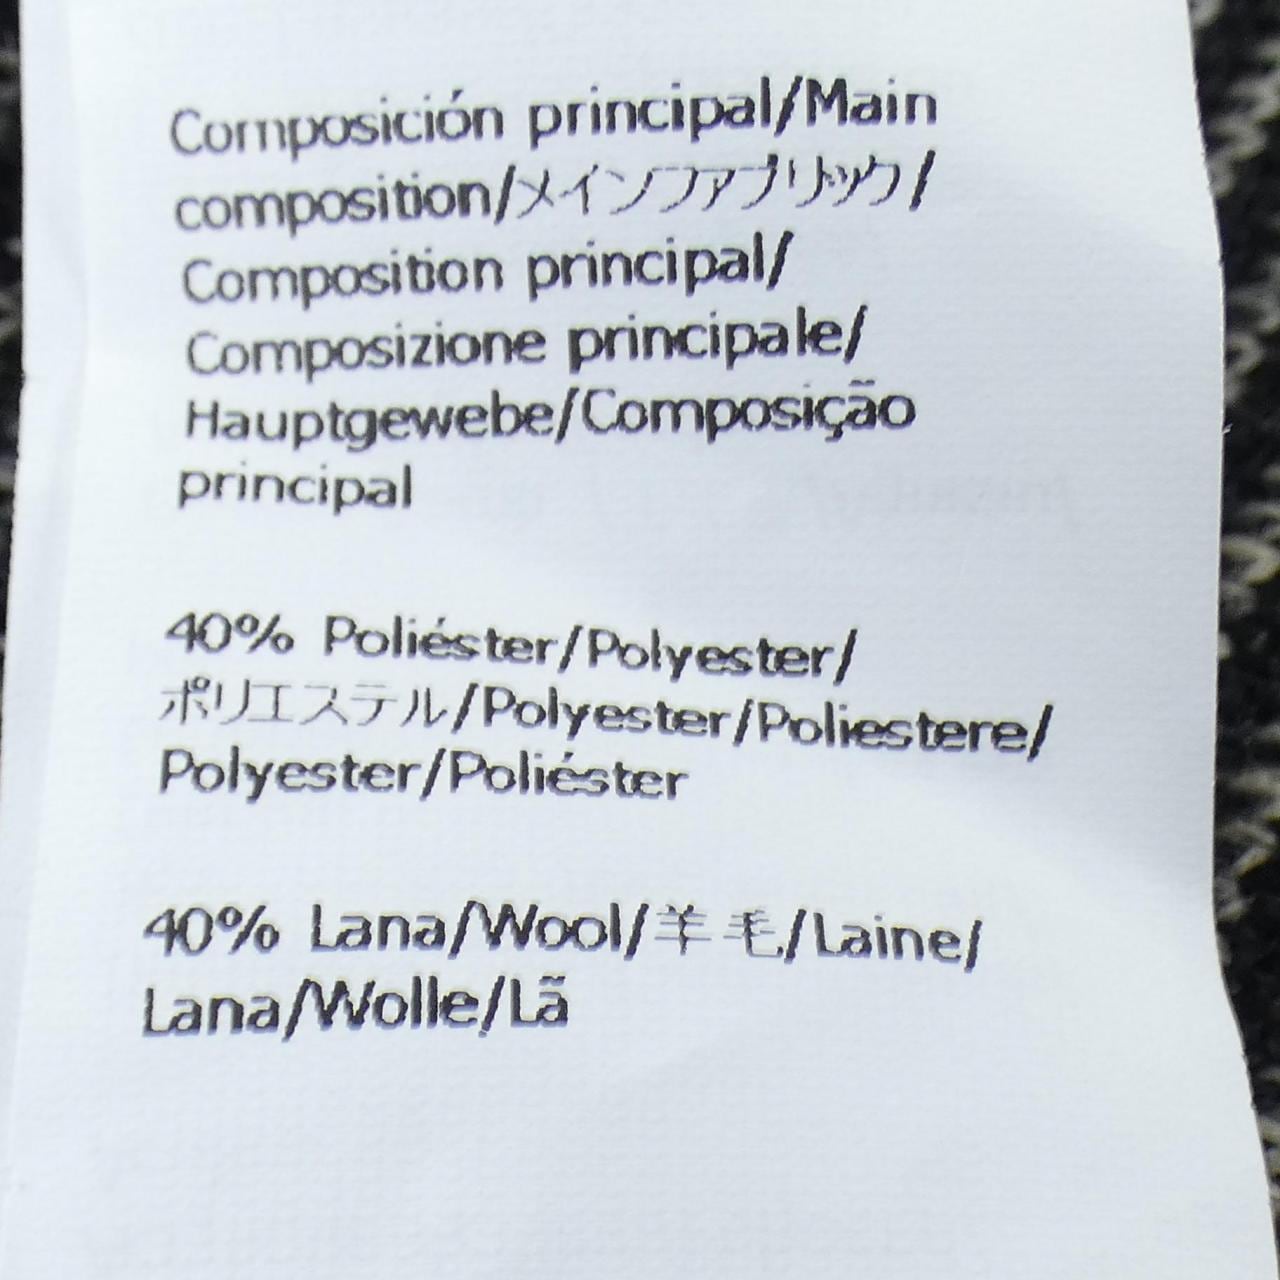 Composición principal/Main
composition/メインファブリック/
Composition principal/
Composizione principale/
Hauptgewebe/Composição
principal
40% Poliéster/Polyester/
ポリエステル/Polyester/Poliestere/
Polyester/Poliéster
40% Lana/Wool/羊毛/Laine/
Lana/Wolle/Lã